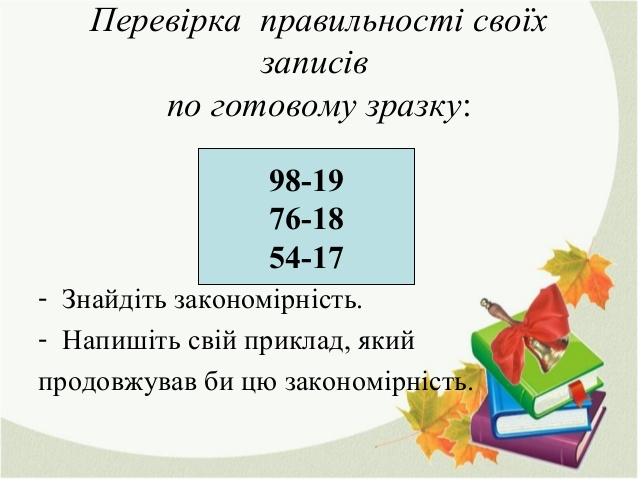 Перевірка правильності своїх
записів
по готовому зразку:
98-19
76-18
54-17
- Знайдіть закономірність.
- Напишіть свій приклад, який
продовжував би цю закономірність.